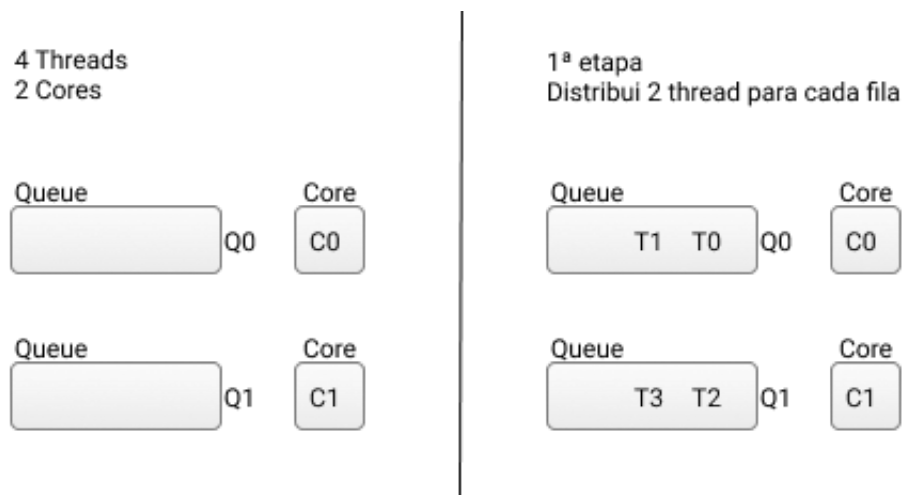 4 Threads
2 Cores
Queue
Core
Q0
C0
Queue
Core
Q1
C1
1ª etapa
Distribui 2 thread para cada fila
Queue
Core
T1 T0
Q0
C0
Queue
Core
T3 T2
Q1
C1